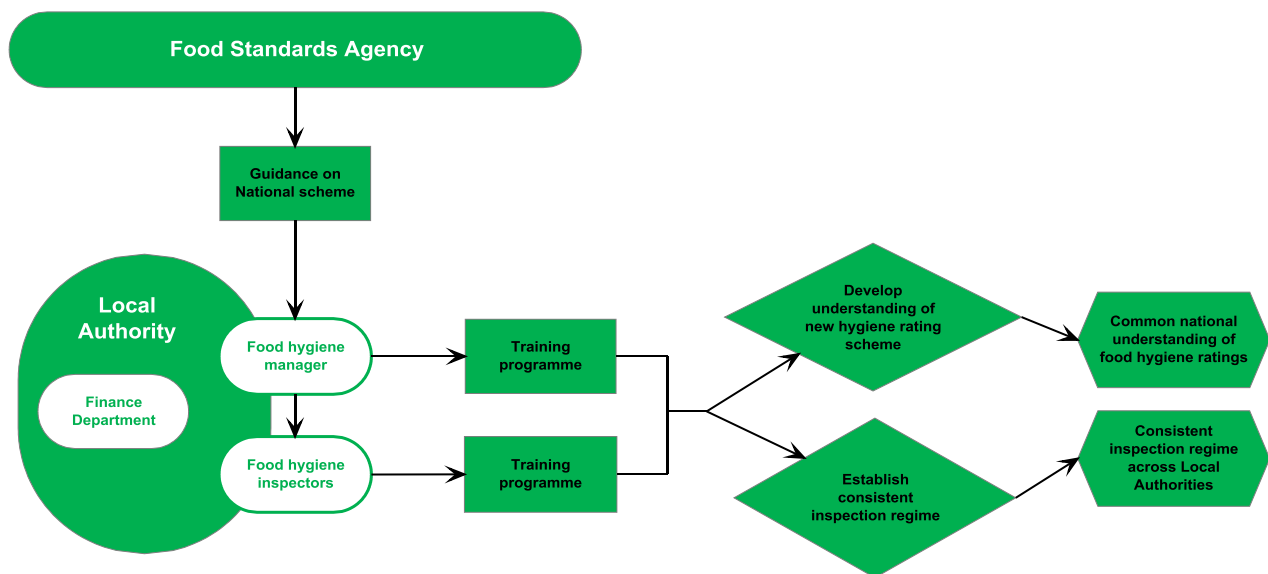 Food Standards Agency
Guidance on
National scheme
Local
Authority
Food hygiene
manager
Finance
Department
Food hygiene
inspectors
Training
programme
Training
programme
Develop
understanding of
new hygiene rating
scheme
Establish
consistent
inspection regime
Common national
understanding of
food hygiene ratings
Consistent
inspection regime
across Local
Authorities